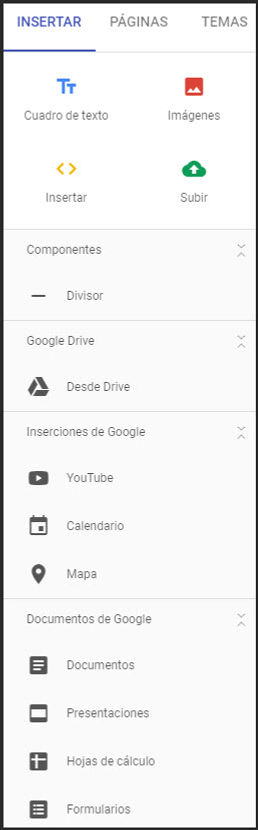 INSERTAR PÁGINAS TEMAS
Cuadro de texto Imágenes
Insertar Subir
Componentes
Divisor
Google Drive
Desde Drive
Inserciones de Google
YouTube
Calendario
Mapa
Documentos de Google
Documentos
Presentaciones
Hojas de cálculo
Formularios